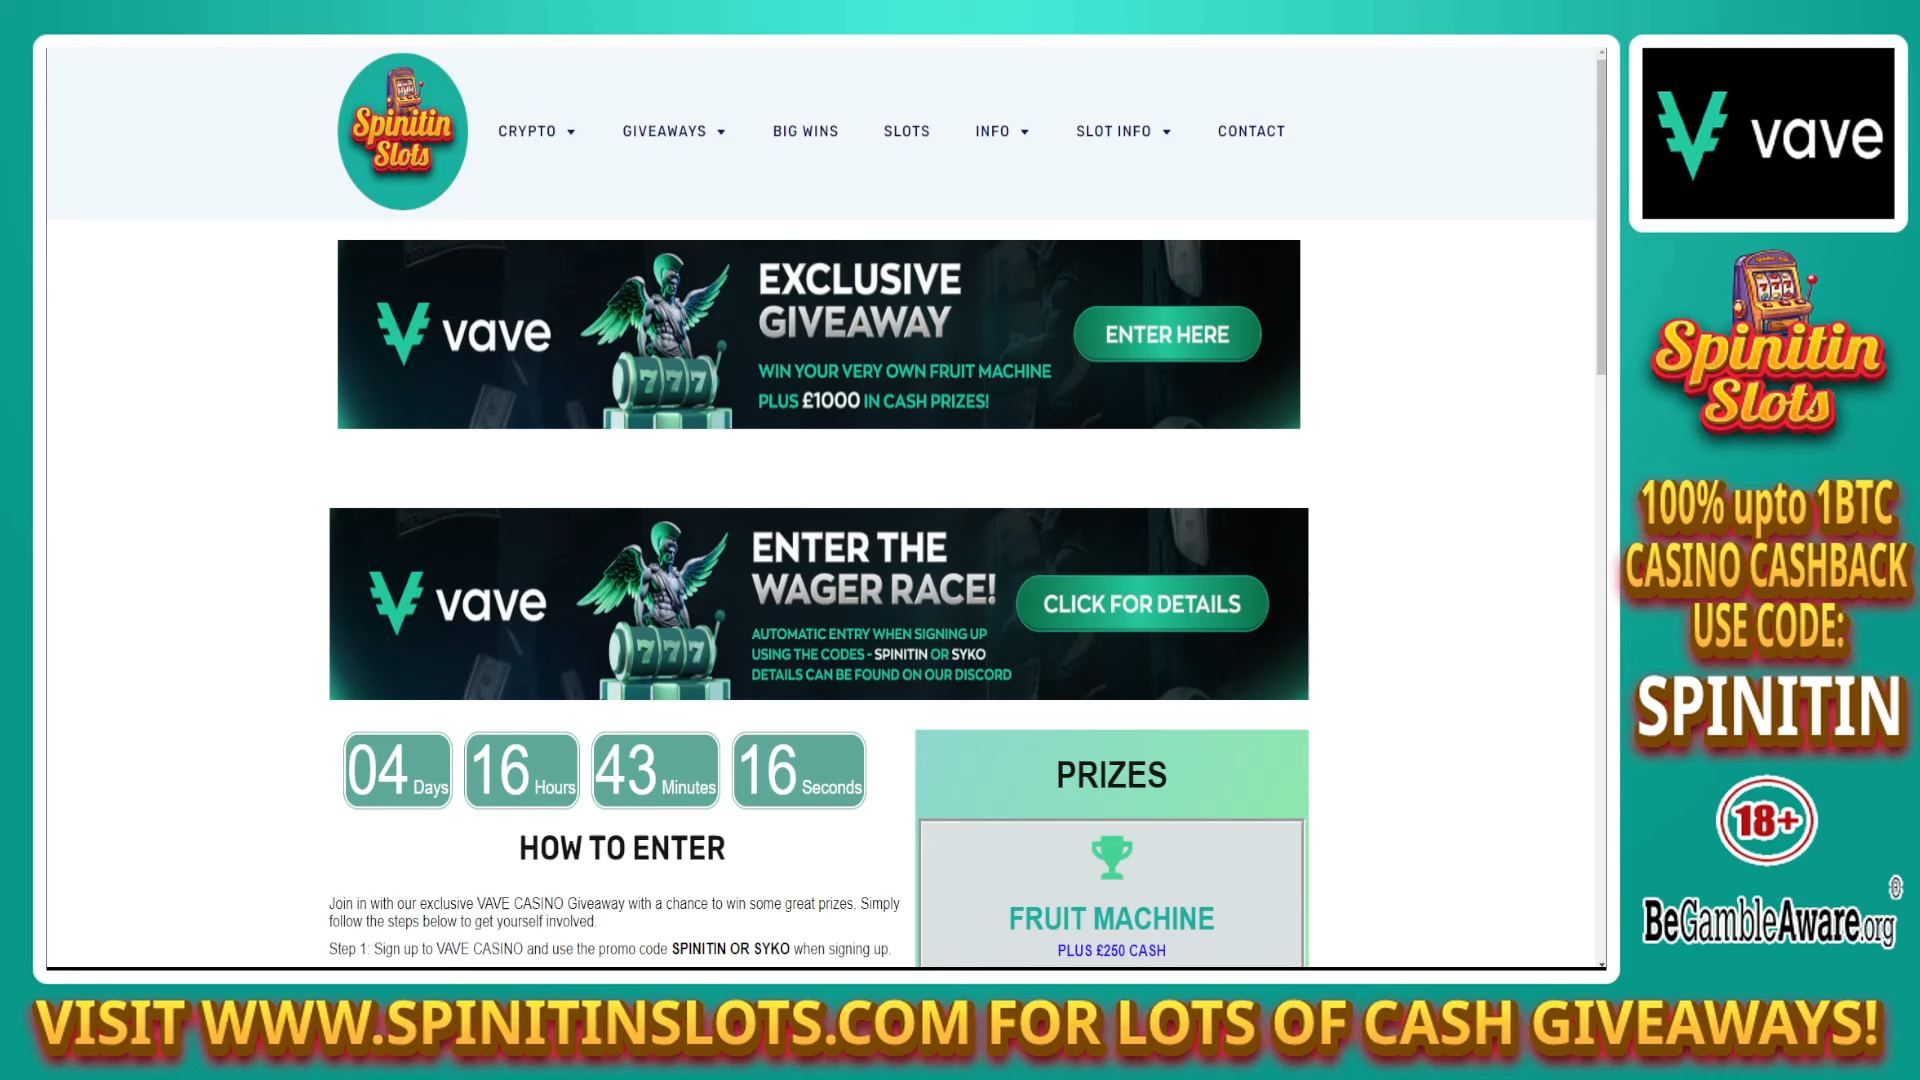 Spinitin
Slots
CRYPTO
GIVEAWAYS
BIG WINS
SLOTS
INFO
SLOT INFO
CONTACT
vave
EXCLUSIVE
GIVEAWAY
WIN YOUR VERY OWN FRUIT MACHINE
PLUS £1000 IN CASH PRIZES!
ENTER HERE
777
vave
ENTER THE
WAGER RACE!
AUTOMATIC ENTRY WHEN SIGNING UP
USING THE CODES - SPINITIN OR SYKO
DETAILS CAN BE FOUND ON OUR DISCORD
CLICK FOR DETAILS
777
04 Days
16 Hours
43 Minutes
16 Seconds
HOW TO ENTER
Join in with our exclusive VAVE CASINO Giveaway with a chance to win some great prizes. Simply
follow the steps below to get yourself involved.
Step 1: Sign up to VAVE CASINO and use the promo code SPINITIN OR SYKO when signing up.
PRIZES
FRUIT MACHINE
PLUS £250 CASH
vave
Spinitin
Slots
100% upto 1BTC
CASINO CASHBACK
USE CODE:
SPINITIN
18+
BeGambleAware.org
VISIT WWW.SPINITINSLOTS.COM FOR LOTS OF CASH GIVEAWAYS!